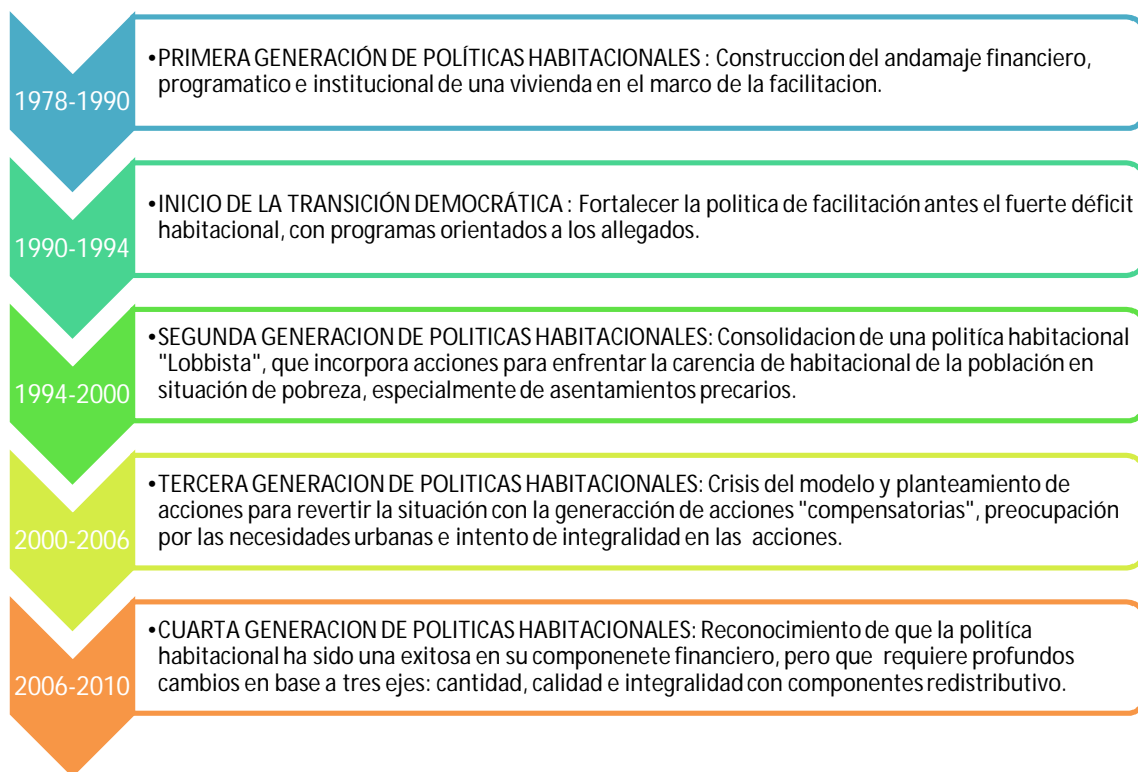 1978-1990
•PRIMERA GENERACIÓN DE POLÍTICAS HABITACIONALES : Construccion del andamaje financiero,
programatico e institucional de una vivienda en el marco de la facilitacion.
1990-1994
•INICIO DE LA TRANSICIÓN DEMOCRÁTICA : Fortalecer la politica de facilitación antes el fuerte déficit
habitacional, con programas orientados a los allegados.
1994-2000
•SEGUNDA GENERACION DE POLITICAS HABITACIONALES: Consolidacion de una politíca habitacional
"Lobbista", que incorpora acciones para enfrentar la carencia de habitacional de la población en
situación de pobreza, especialmente de asentamientos precarios.
2000-2006
•TERCERA GENERACION DE POLITICAS HABITACIONALES: Crisis del modelo y planteamiento de
acciones para revertir la situación con la generacción de acciones "compensatorias", preocupación
por las necesidades urbanas e intento de integralidad en las acciones.
2006-2010
•CUARTA GENERACION DE POLITICAS HABITACIONALES: Reconocimiento de que la politíca
habitacional ha sido una exitosa en su componenete financiero, pero que requiere profundos
cambios en base a tres ejes: cantidad, calidad e integralidad con componentes redistributivo.